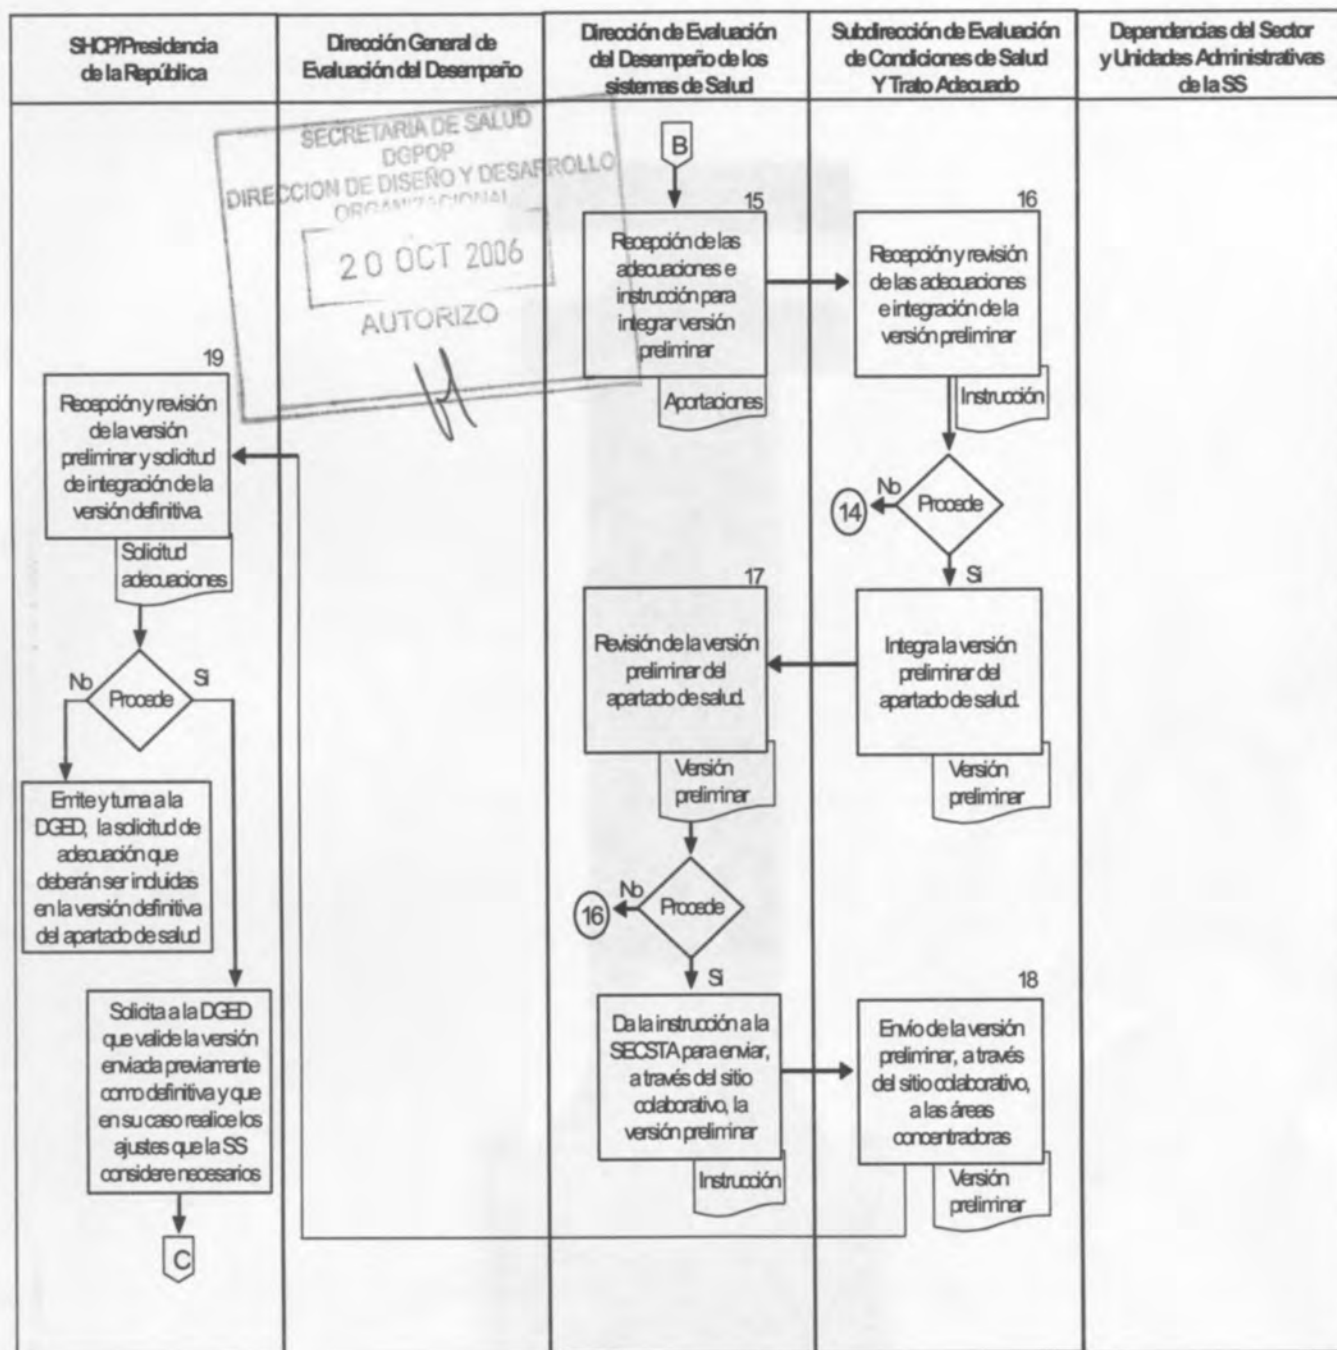 SHCP/Presidencia
de la República
Dirección General de
Evaluación del Desempeño
Dirección de Evaluación
del Desempeño de los
sistemas de Salud
Subdirección de Evaluación
de Condiciones de Salud
Y Trato Adecuado
Dependencias del Sector
y Unidades Administrativas
de la SS
SECRETARIA DE SALUD
DGPOP
DIRECCION DE DISEÑO Y DESARROLLO
ORGANIZACIONAL
20 OCT 2006
AUTORIZO
B
15
Recepción de las
adecuaciones e
instrucción para
integrar versión
preliminar
Aportaciones
16
Recepción y revisión
de las adecuaciones
e integración de la
versión preliminar
Instrucción
Procede
No
14
Si
Integra la versión
preliminar del
apartado de salud.
Versión
preliminar
17
Revisión de la versión
preliminar del
apartado de salud.
Versión
preliminar
Procede
No
16
Si
Da la instrucción a la
SECSTA para enviar,
a través del sitio
colaborativo, la
versión preliminar
Instrucción
18
Envío de la versión
preliminar, a través
del sitio colaborativo,
a las áreas
concentradoras
Versión
preliminar
19
Recepción y revisión
de la versión
preliminar y solicitud
de integración de la
versión definitiva.
Solicitud
adecuaciones
No
Procede
Si
Emite y turna a la
DGED, la solicitud de
adecuación que
deberán ser incluidas
en la versión definitiva
del apartado de salud
Solicita a la DGED
que valide la versión
enviada previamente
como definitiva y que
en su caso realice los
ajustes que la SS
considere necesarios
C